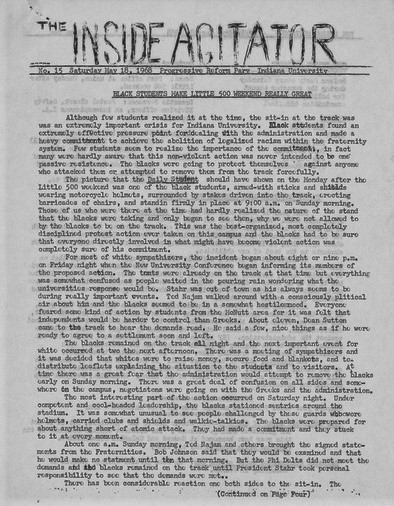 THE INSIDE AGITATOR
No. 15 Saturday May 18, 1968 Progressive Reform Party Indiana University
BLACK STUDENTS MAKE LITTLE 500 WEEKEND REALLY GREAT
Although few students realized it at the time, the sit-in at the track was
was an extremely important crisis for Indiana University. Black students found an
extremely effective pressure point for dealing with the administration and made a
heavy commitment to achieve the abolition of legalized racism within the fraternity
system. Few students seem to realize the importance of the commitment, in fact
many were hardly aware that this non-violent action was never intended to be one of
passive resistence. The blacks were going to protect themselves against anyone
who attacked them or attempted to remove them from the track forcefully.
The picture that the Daily Student should have shown on the Monday after the
Little 500 weekend was one of the black students, armed with sticks and shields
wearing motorcycle helmets, surrounded by stakes driven into the track, erecting
barricades of chairs, and standin firmly in place at 9:00 a.m. on Sunday morning.
Those of us who were there at the time had hardly realized the nature of the stand
that the blacks were taking and only began to see then, why we were not allowed to
by the blacks to be on the track. This was the best-organized, most completely
disciplined protest action ever taken on this campus and the blacks had to be sure
that everyone directly involved in what might have become violent action was
completely sure of his commitment.
For most of white sympathizers, the incident began about eight or nine p.m.
on Friday night when the New University Conference began informing its members of
the proposed action. The tents were already on the track at that time but everything
was somewhat confused as people waited in the pouring rain wondering what the
universities response would be. Stahr was out of town as his always seems to be
during really important events. Ted Najam walked around with a consciously political
air about him and the blacks seemed to be in a somewhat hostile mood. Everyone
feared some kind of action by students from the McNutt area for it was felt that
independents would be harder to control than Greeks. About eleven, Dean Sutton
came to the track to hear the demands read. He said a few, nice things as if he were
ready to agree to a settlement soon and left.
The blacks remained on the track all night and the next important event for
white occurred at two the next afternoon. There was a meeting of sympathizers and
it was decided that whites were to raise money, secure food and blankets, and to
distribute leaflets explaining the situation to the students and to visitors. At
time there was a great fear that the administration would attempt to remove the blacks
early on Sunday morning. There was a great deal of confusion on all sides and some-
where in the campus, negotiations were going on with the Greeks and the administration.
The most interesting part of the action occurred on Saturday night. Under
competent and cool-headed leadership, the blacks stationed sentries around the
stadium. It was somewhat unusual to see people challenged by these guards who wore
helmets, carried clubs and shields and walkie-talkies. The blacks were prepared for
about anything short of atomic attack. They had made a commitment and they stuck
to it at every moment.
About one a.m. Sunday morning, Ted Najam and others brought the signed state-
ments from the Fraternities. Bob Johnson said that they would be examined and that
he would make no statment until ten that morning. But the Phi Delts did not meet the
demands and the blacks remained on the track until President Stahr took personal
responsibility to see that the demands were met.
There has been considerable reaction one both sides to the sit-in. The
(Continued on Page Four)